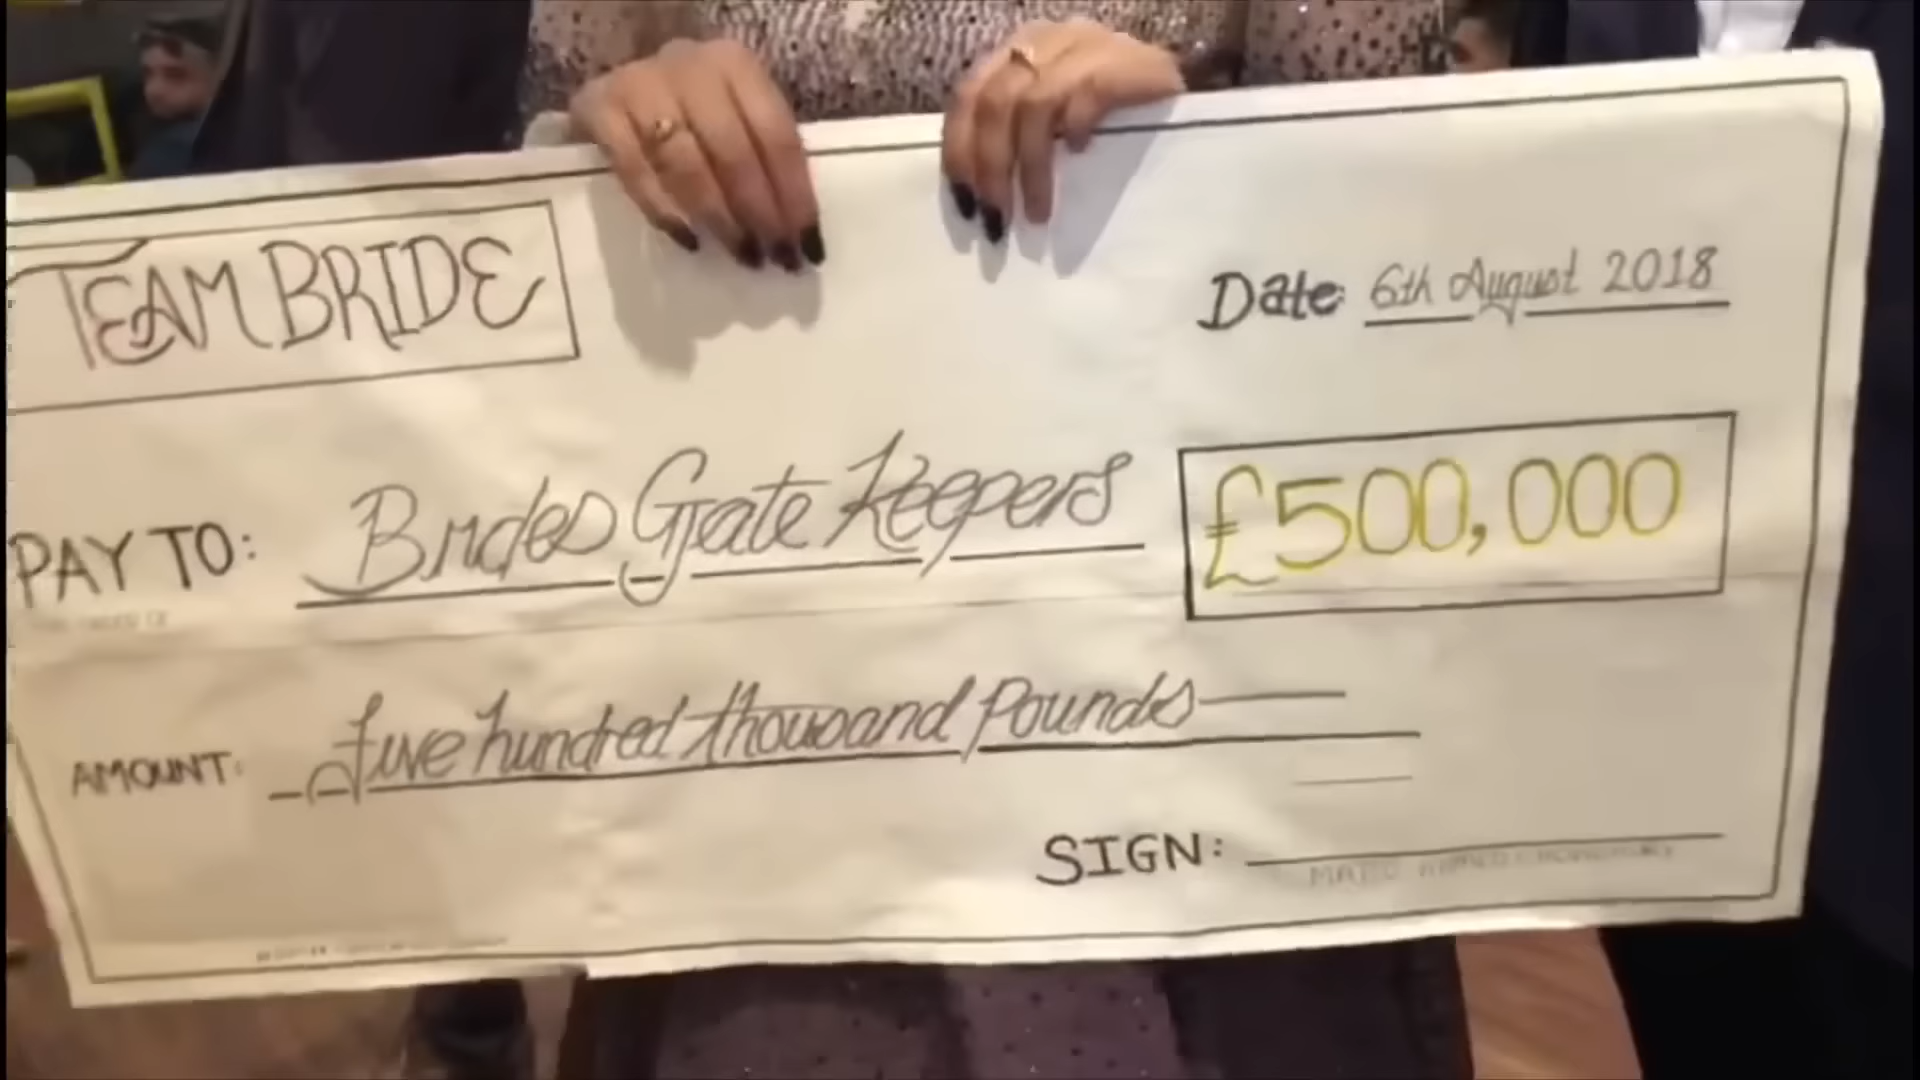 TEAM BRIDE
Date: 6th August 2018
PAY TO: Brides Gate Keepers
£500,000
AMOUNT: five hundred thousand Pounds
SIGN: